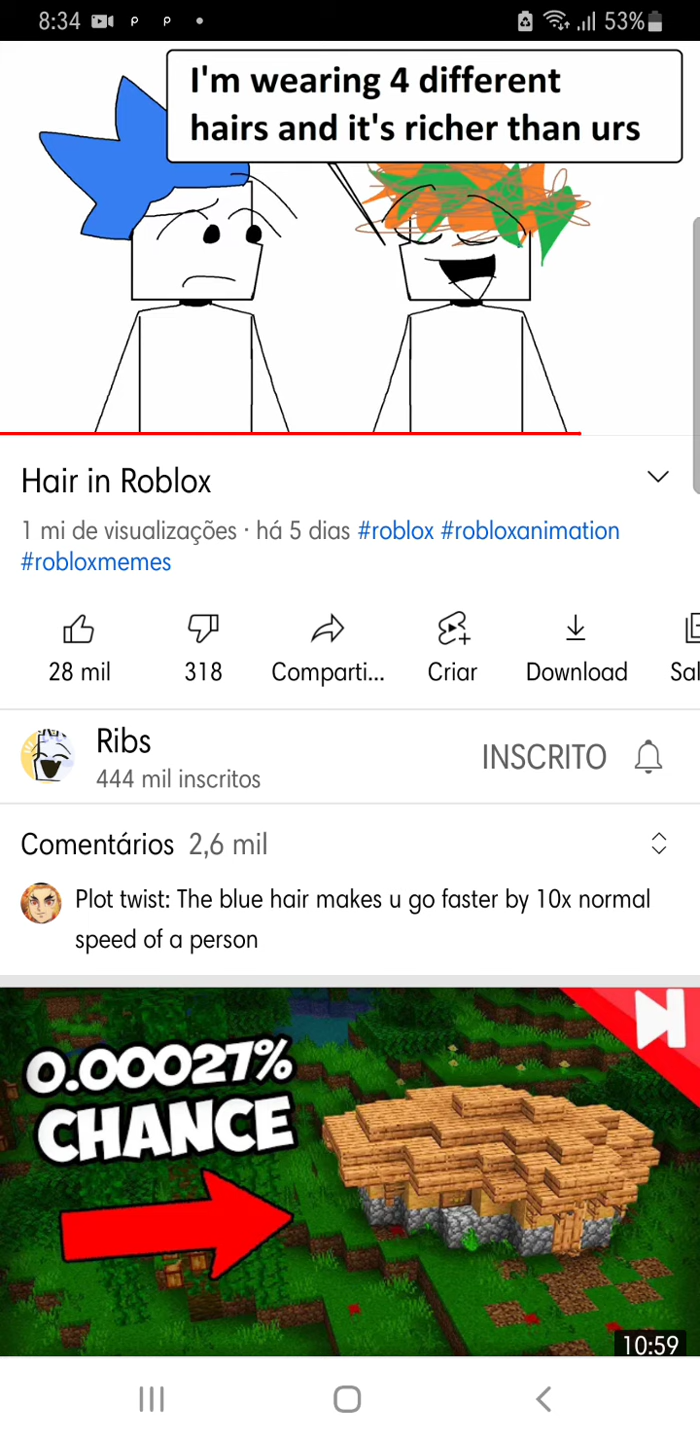 8:34 P P 53%
I'm wearing 4 different
hairs and it's richer than urs
Hair in Roblox
1 mi de visualizações · há 5 dias #roblox #robloxanimation
#robloxmemes
28 mil 318 Comparti... Criar Download Sal
Ribs
444 mil inscritos
INSCRITO
Comentários 2,6 mil
Plot twist: The blue hair makes u go faster by 10x normal
speed of a person
0.00027%
CHANCE
10:59